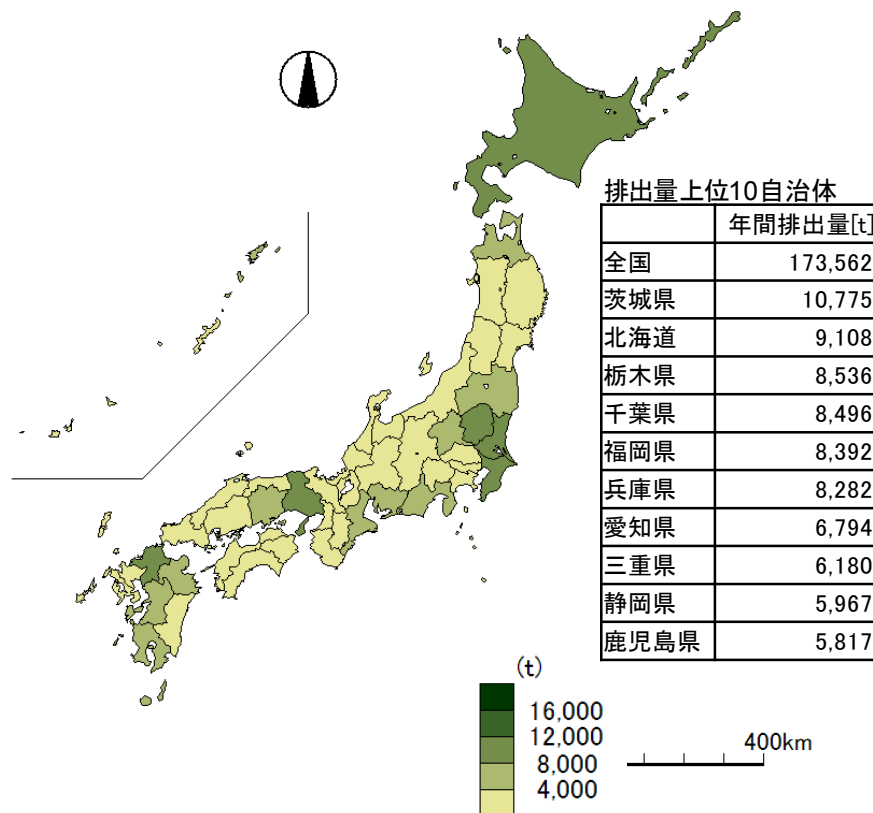 排出量上位10自治体
年間排出量[t]
全国 173,562
茨城県 10,775
北海道 9,108
栃木県 8,536
千葉県 8,496
福岡県 8,392
兵庫県 8,282
愛知県 6,794
三重県 6,180
静岡県 5,967
鹿児島県 5,817
(t)
16,000
12,000
8,000
4,000
400km